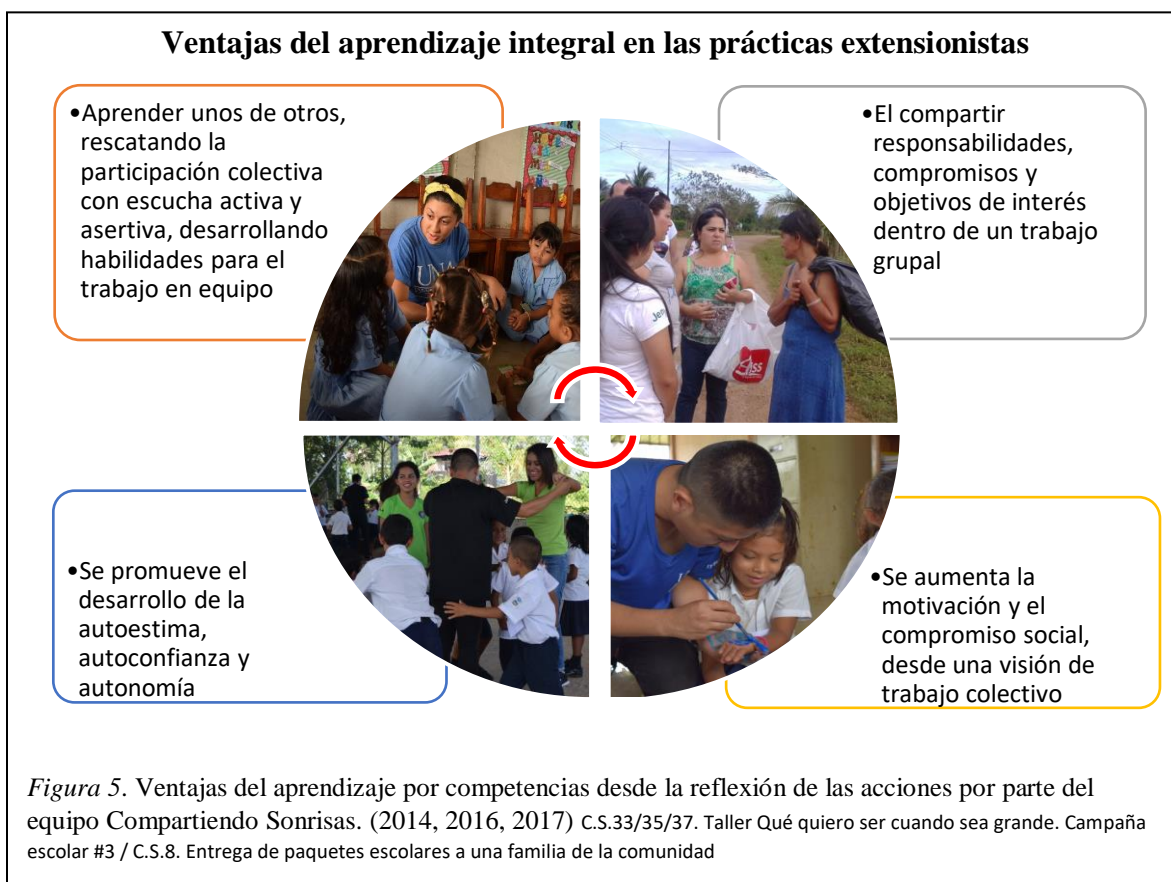 Ventajas del aprendizaje integral en las prácticas extensionistas
•Aprender unos de otros,
rescatando la
participación colectiva
con escucha activa y
asertiva, desarrollando
habilidades para el
trabajo en equipo
•El compartir
responsabilidades,
compromisos y
objetivos de interés
dentro de un trabajo
grupal
•Se promueve el
desarrollo de la
autoestima,
autoconfianza y
autonomía
•Se aumenta la
motivación y el
compromiso social,
desde una visión de
trabajo colectivo
Figura 5. Ventajas del aprendizaje por competencias desde la reflexión de las acciones por parte del
equipo Compartiendo Sonrisas. (2014, 2016, 2017) C.S.33/35/37. Taller Qué quiero ser cuando sea grande. Campaña
escolar #3 / C.S.8. Entrega de paquetes escolares a una familia de la comunidad